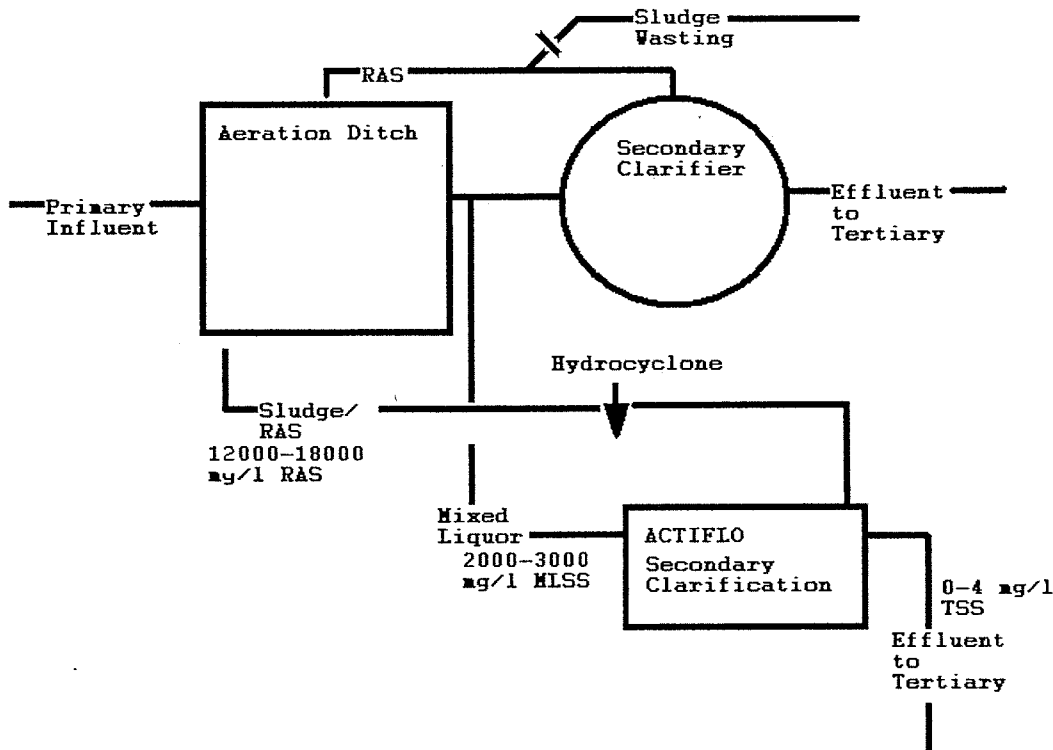 Sludge
Wasting
RAS
Aeration Ditch
Secondary
Clarifier
Primary
Influent
Effluent
to
Tertiary
Hydrocyclone
Sludge/
RAS
12000-18000
my/l RAS
Mixed
Liquor
2000-3000
mg/l MLSS
ACTIFLO
Secondary
Clarification
0-4 mg/l
TSS
Effluent
to
Tertiary